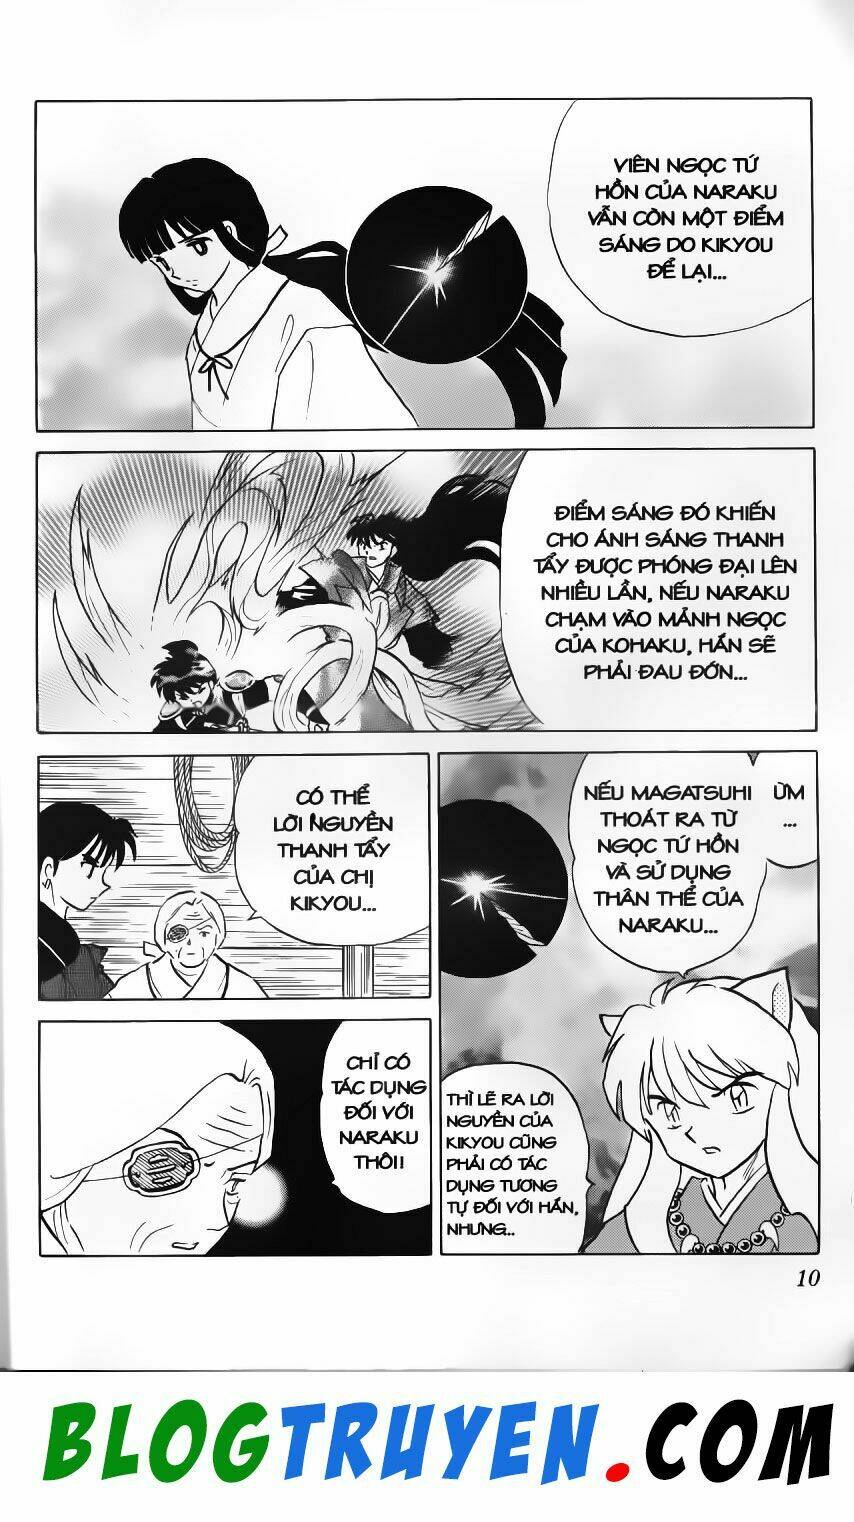 VIÊN NGỌC TỨ
HỒN CỦA NARAKU
VẪN CÒN MỘT ĐIỂM
SÁNG DO KIKYOU
ĐỂ LẠI...
ĐIỂM SÁNG ĐÓ KHIẾN
CHO ÁNH SÁNG THANH
TẨY ĐƯỢC PHÓNG ĐẠI LÊN
NHIỀU LẦN, NẾU NARAKU
CHẠM VÀO MẢNH NGỌC
CỦA KOHAKU, HẮN SẼ
PHẢI ĐAU ĐỚN...
ỪM
...
NẾU MAGATSUHI
THOÁT RA TỪ
NGỌC TỨ HỒN
VÀ SỬ DỤNG
THÂN THỂ CỦA
NARAKU...
THÌ LẼ RA LỜI
NGUYỀN CỦA
KIKYOU CŨNG
PHẢI CÓ TÁC
DỤNG TƯƠNG
TỰ ĐỐI VỚI HẮN,
NHƯNG...
CÓ THỂ
LỜI NGUYỀN
THANH TẨY
CỦA CHỊ
KIKYOU...
CHỈ CÓ
TÁC DỤNG
ĐỐI VỚI
NARAKU
THÔI!
10
BLOGTRUYEN.COM